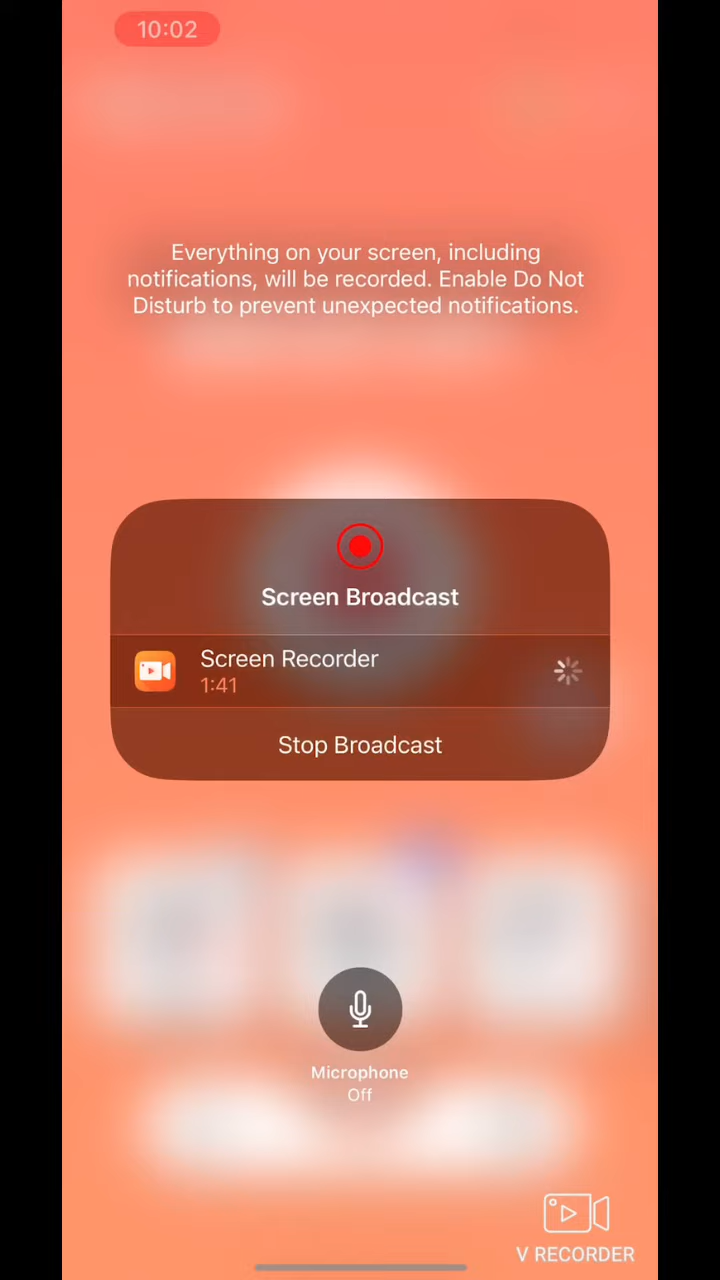 10:02
Everything on your screen, including
notifications, will be recorded. Enable Do Not
Disturb to prevent unexpected notifications.
Screen Broadcast
Screen Recorder
1:41
Stop Broadcast
Microphone
Off
V RECORDER